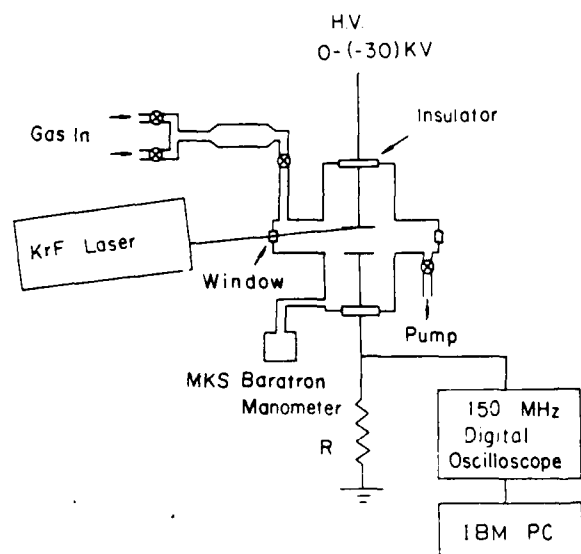 H.V.
0-(-30)KV
Insulator
Gas In
KrF Laser
Window
Pump
MKS Baratron
Manometer
R
150 MHz
Digital
Oscilloscope
IBM PC